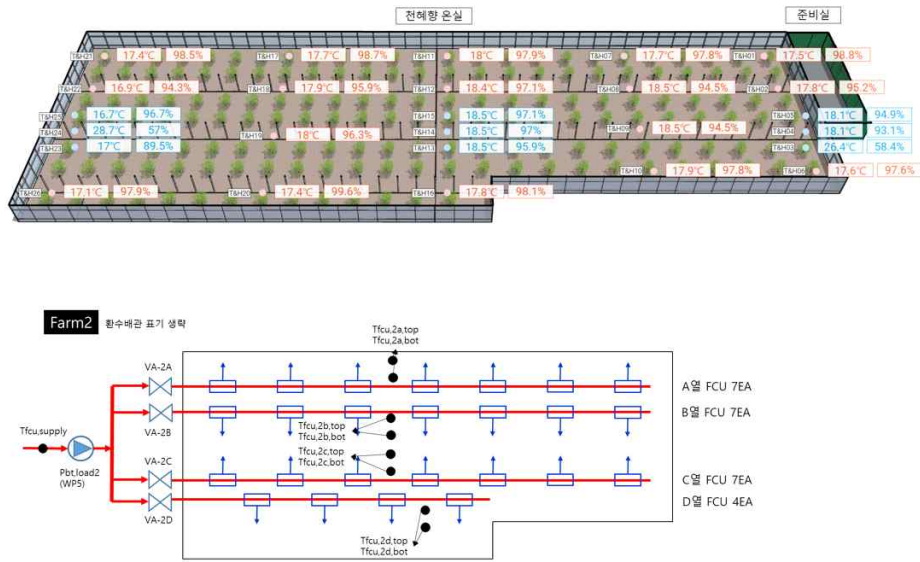 천혜향 온실
준비실
T&H21 17.4℃ 98.5%
T&H17 17.7℃ 98.7%
T&H11 18℃ 97.9%
T&H07 17.7℃ 97.8%
T&H01 17.5℃ 98.8%
T&H22 16.9℃ 94.3%
T&H18 17.9℃ 95.9%
T&H12 18.4℃ 97.1%
T&H08 18.5℃ 94.5%
T&H02 17.8℃ 95.2%
T&H25 16.7℃ 96.7%
T&H15 18.5℃ 97.1%
T&H05 18.1℃ 94.9%
T&H24 28.7℃ 57%
T&H19 18℃ 96.3%
T&H14 18.5℃ 97%
T&H09 18.5℃ 94.5%
T&H04 18.1℃ 93.1%
T&H23 17℃ 89.5%
T&H13 18.5℃ 95.9%
T&H03 26.4℃ 58.4%
T&H10 17.9℃ 97.8%
T&H06 17.6℃ 97.6%
T&H26 17.1℃ 97.9%
T&H20 17.4℃ 99.6%
T&H16 17.8℃ 98.1%
Farm2 환수배관 표기 생략
Tfcu,2a,top
Tfcu,2a,bot
VA-2A
A열 FCU 7EA
B열 FCU 7EA
VA-2B
Tfcu,2b,top
Tfcu,2b,bot
Tfcu,supply
Tfcu,2c,top
Tfcu,2c,bot
VA-2C
Pbt,load2
(WP5)
C열 FCU 7EA
D열 FCU 4EA
VA-2D
Tfcu,2d,top
Tfcu,2d,bot